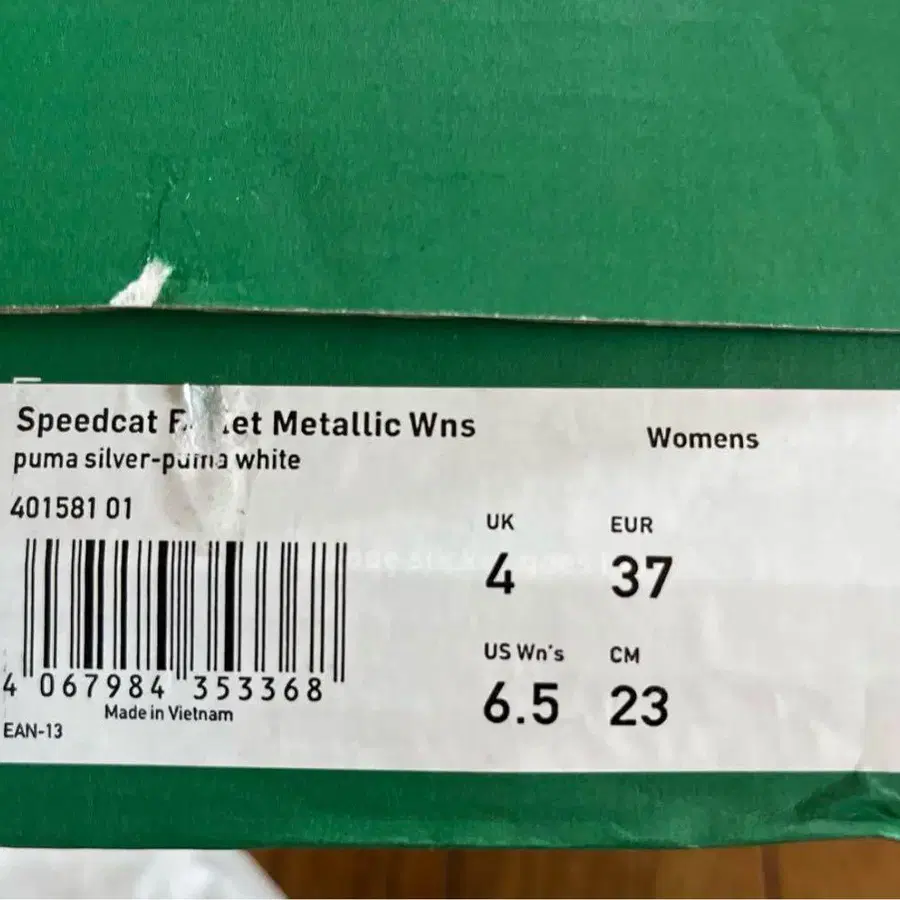 Speedcat Metallic Wns
puma silver-puma white
401581 01
Womens
UK
4
EUR
37
US Wn's
6.5
CM
23
4 067984 353368
Made in Vietnam
EAN-13